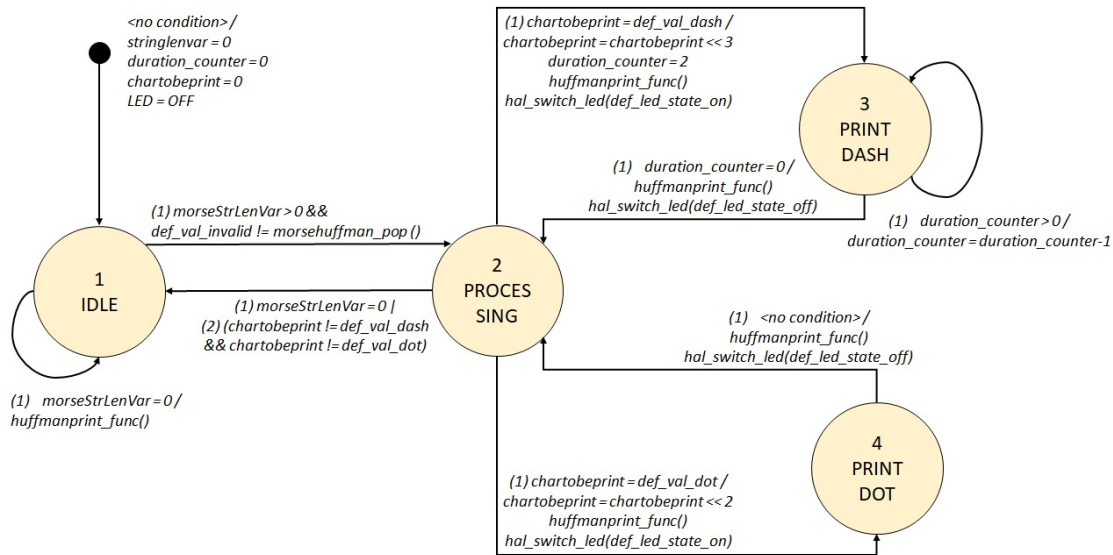 <no condition> /
stringlenvar = 0
duration_counter = 0
chartobeprint = 0
LED = OFF
(1) chartobeprint = def_val_dash /
chartobeprint = chartobeprint << 3
duration_counter = 2
huffmanprint_func()
hal_switch_led(def_led_state_on)
3
PRINT
DASH
(1) duration_counter = 0 /
huffmanprint_func()
hal_switch_led(def_led_state_off)
(1) duration_counter > 0 /
duration_counter = duration_counter-1
(1) morseStrLenVar > 0 &&
def_val_invalid != morsehuffman_pop ()
1
IDLE
2
PROCES
SING
(1) morseStrLenVar = 0 |
(2) (chartobeprint != def_val_dash
&& chartobeprint != def_val_dot)
(1) morseStrLenVar = 0 /
huffmanprint_func()
(1) <no condition> /
huffmanprint_func()
hal_switch_led(def_led_state_off)
4
PRINT
DOT
(1) chartobeprint = def_val_dot /
chartobeprint = chartobeprint << 2
huffmanprint_func()
hal_switch_led(def_led_state_on)